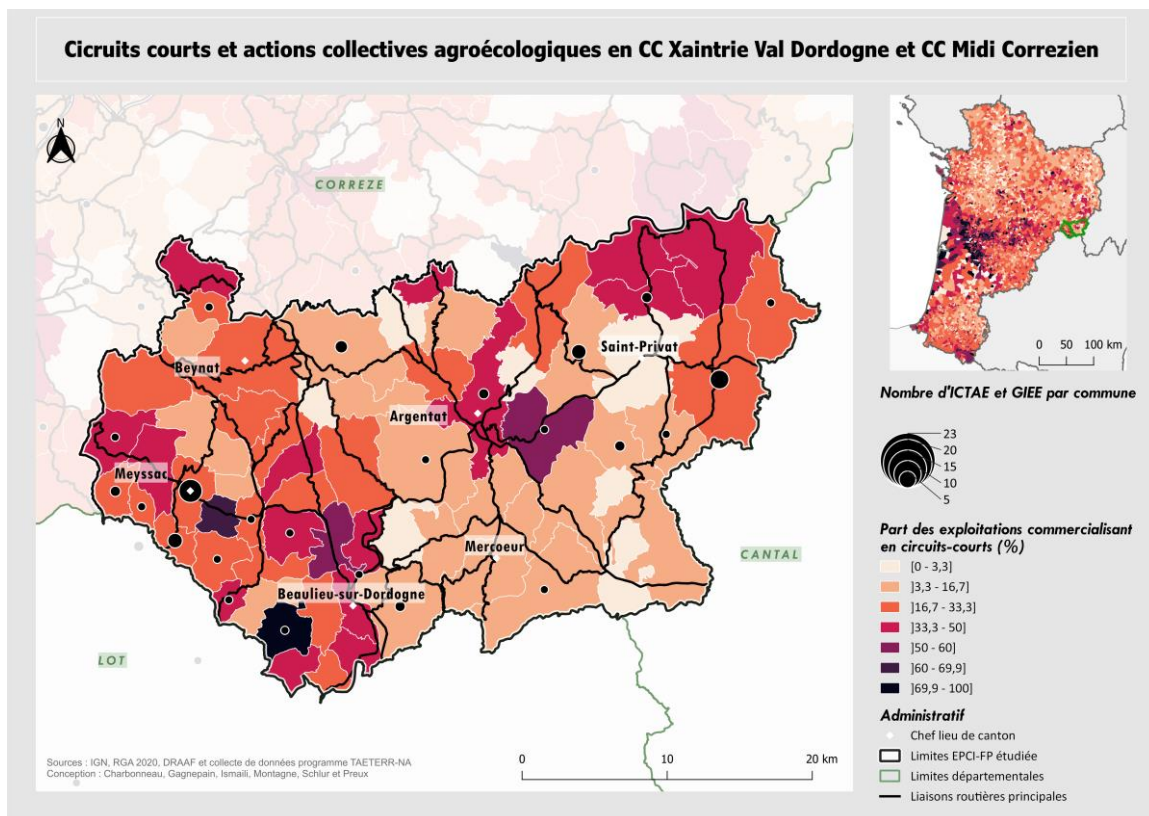 Cicruits courts et actions collectives agroécologiques en CC Xaintrie Val Dordogne et CC Midi Correzien
N
CORREZE
Saint-Privat
Beynat
Argentat
Meyssac
Mercoeur
CANTAL
Beaulieu-sur-Dordogne
LOT
Sources : IGN, RGA 2020, DRAAF et collecte de données programme TAETERR-NA
Conception : Charbonneau, Gagnepain, Ismaili, Montagne, Schlur et Preux
0 10 20 km
0 50 100 km
Nombre d'ICTAE et GIEE par commune
23
20
15
10
5
Part des exploitations commercialisant
en circuits-courts (%)
[0 - 3,3]
]3,3 - 16,7]
]16,7 - 33,3]
]33,3 - 50]
]50 - 60]
]60 - 69,9]
]69,9 - 100]
Administratif
Chef lieu de canton
Limites EPCI-FP étudiée
Limites départementales
Liaisons routières principales